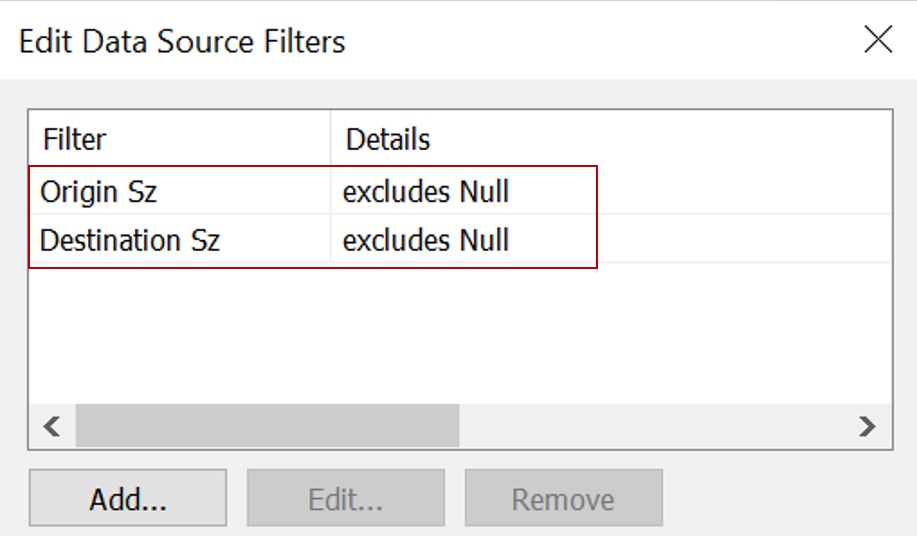 Edit Data Source Filters
Filter Details
Origin Sz excludes Null
Destination Sz excludes Null
Add... Edit... Remove